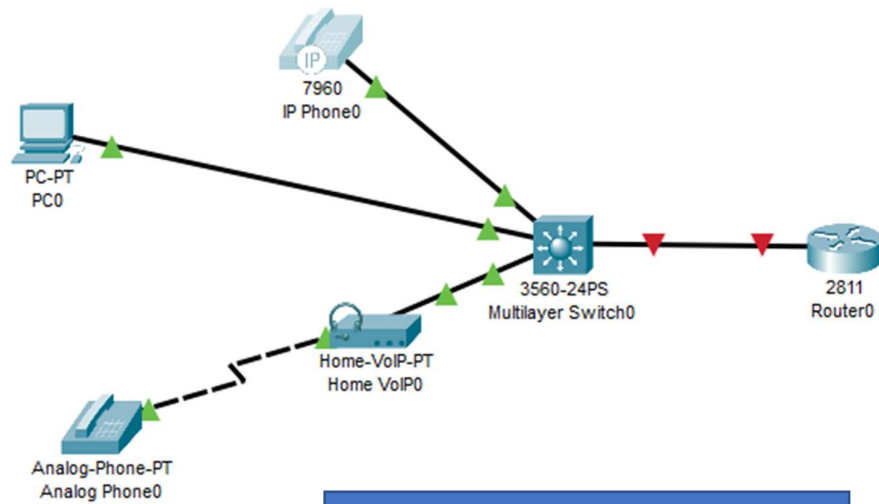 IP
7960
IP Phone0
PC-PT
PC0
3560-24PS
Multilayer Switch0
2811
Router0
Home-VoIP-PT
Home VoIP0
Analog-Phone-PT
Analog Phone0